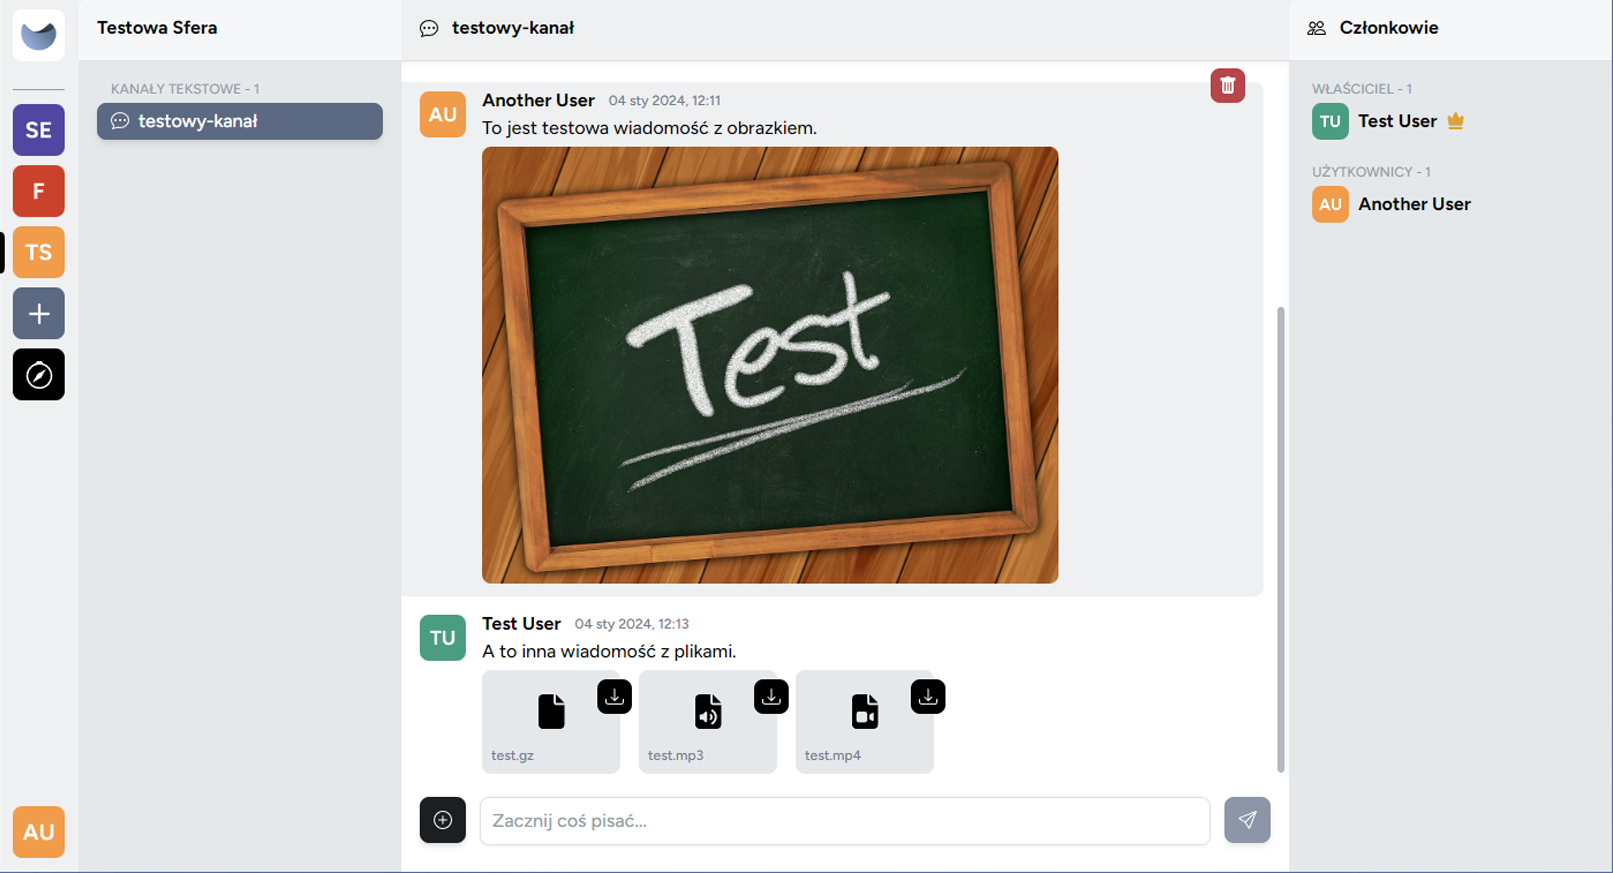 Testowa Sfera
testowy-kanał
Członkowie
SE
F
TS
AU
KANAŁY TEKSTOWE - 1
testowy-kanał
AU
Another User 04 sty 2024, 12:11
To jest testowa wiadomość z obrazkiem.
Test
TU
Test User 04 sty 2024, 12:13
A to inna wiadomość z plikami.
test.gz
test.mp3
test.mp4
Zacznij coś pisać...
WŁAŚCICIEL - 1
TU Test User
UŻYTKOWNICY - 1
AU Another User